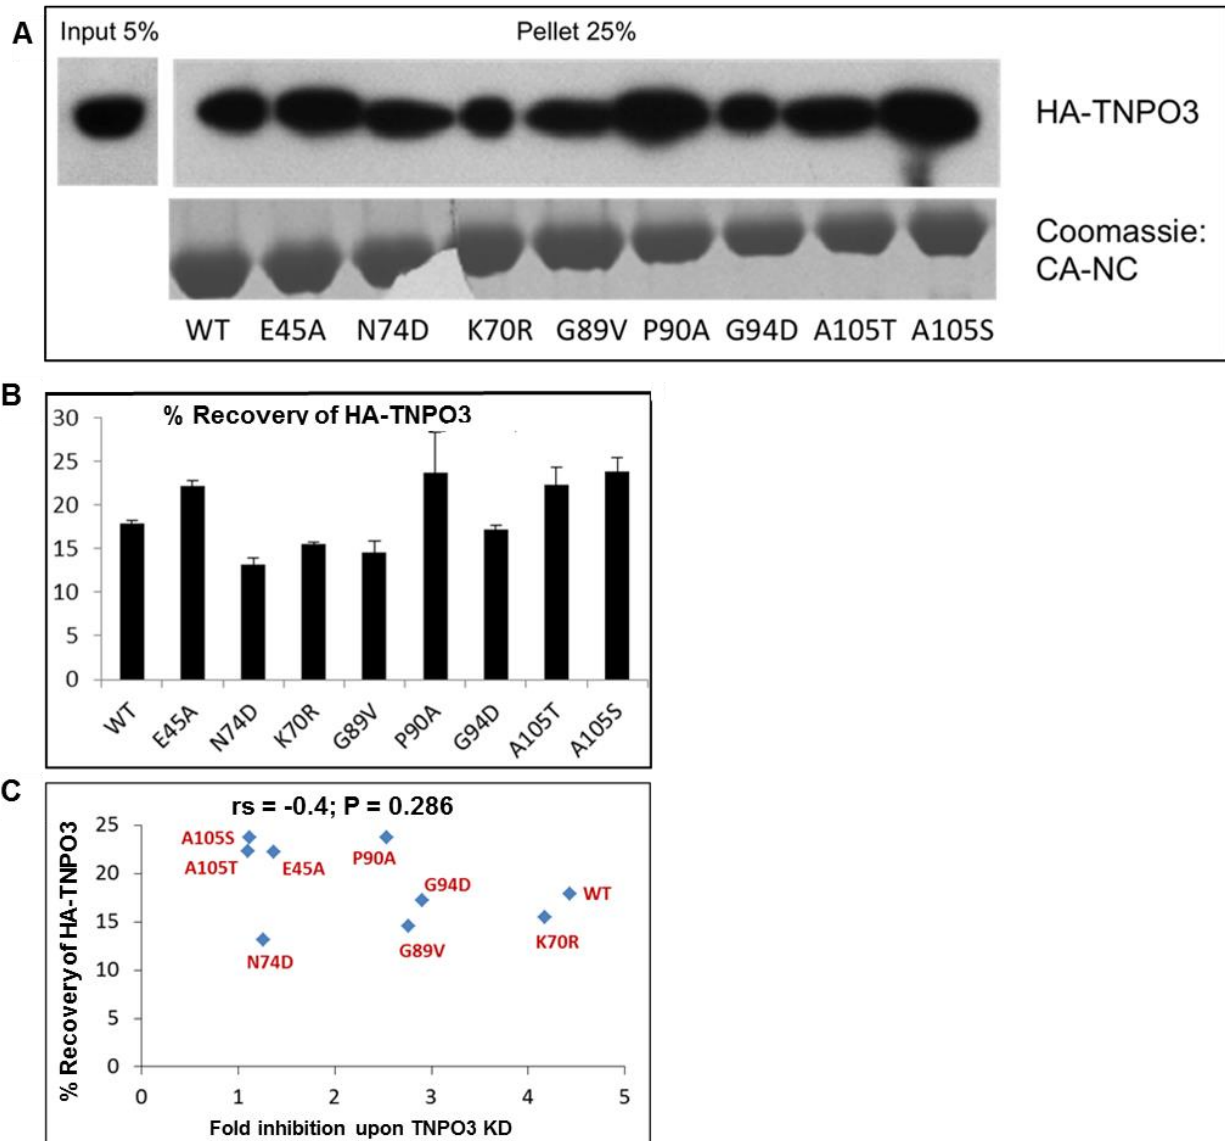 A
Input 5%
Pellet 25%
HA-TNPO3
Coomassie:
CA-NC
WT E45A N74D K70R G89V P90A G94D A105T A105S
B
% Recovery of HA-TNPO3
30
25
20
15
10
5
0
WT E45A N74D K70R G89V P90A G94D A105T A105S
C
rs = -0.4; P = 0.286
% Recovery of HA-TNPO3
25
20
15
10
5
0
A105S
A105T
E45A
P90A
G94D
WT
N74D
G89V
K70R
0 1 2 3 4 5
Fold inhibition upon TNPO3 KD